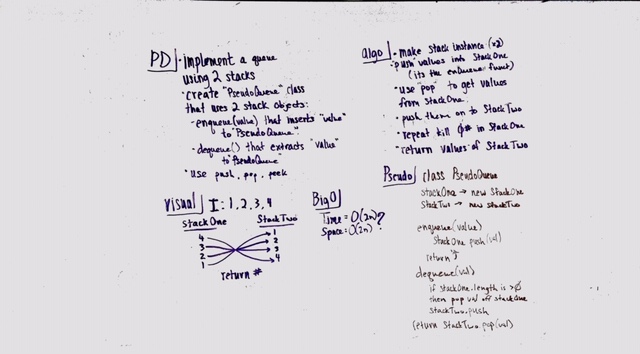 PD
• implement a queue
using 2 stacks
• create "PseudoQueue" class
that uses 2 stack objects:
- enqueue(value) that inserts "value"
to "PseudoQueue"
- dequeue() that extracts "value"
to "PseudoQueue"
• use push, pop, peek
Visual
I: 1, 2, 3, 4
StackOne StackTwo
4 1
3 2
2 3
1 4
return #
Big O
Time = O(2n)?
Space: O(2n)
algo
• make stack instance (x2)
• "push" values into StackOne
(its the enQueue funct)
• use "pop" to get values
from StackOne
• push them on to StackTwo
• repeat till in StackOne
• return values of StackTwo
Pseudo
class PseudoQueue
stackOne → new StackOne
stackTwo → new stackTwo
enqueue(value)
StackOne.push(val)
return
dequeue(val)
if stackOne.length is >0
then pop val off stackOne
stackTwo.push
(return StackTwo.pop(val)